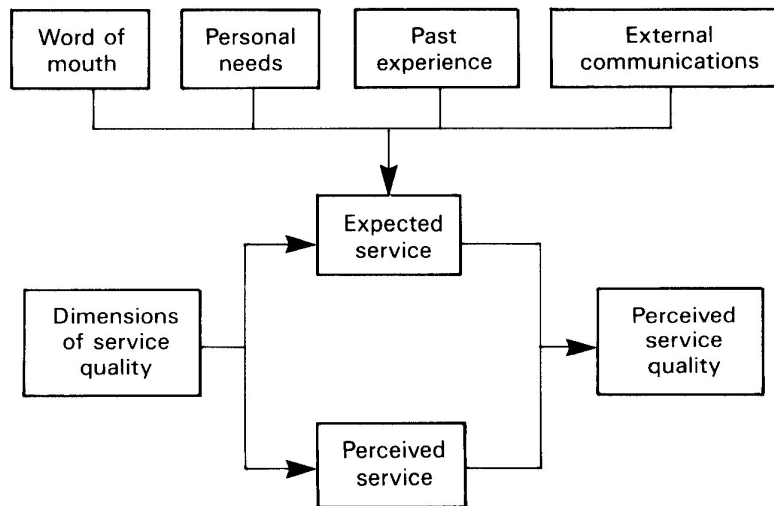 Word of
mouth
Personal
needs
Past
experience
External
communications
Expected
service
Dimensions
of service
quality
Perceived
service
quality
Perceived
service